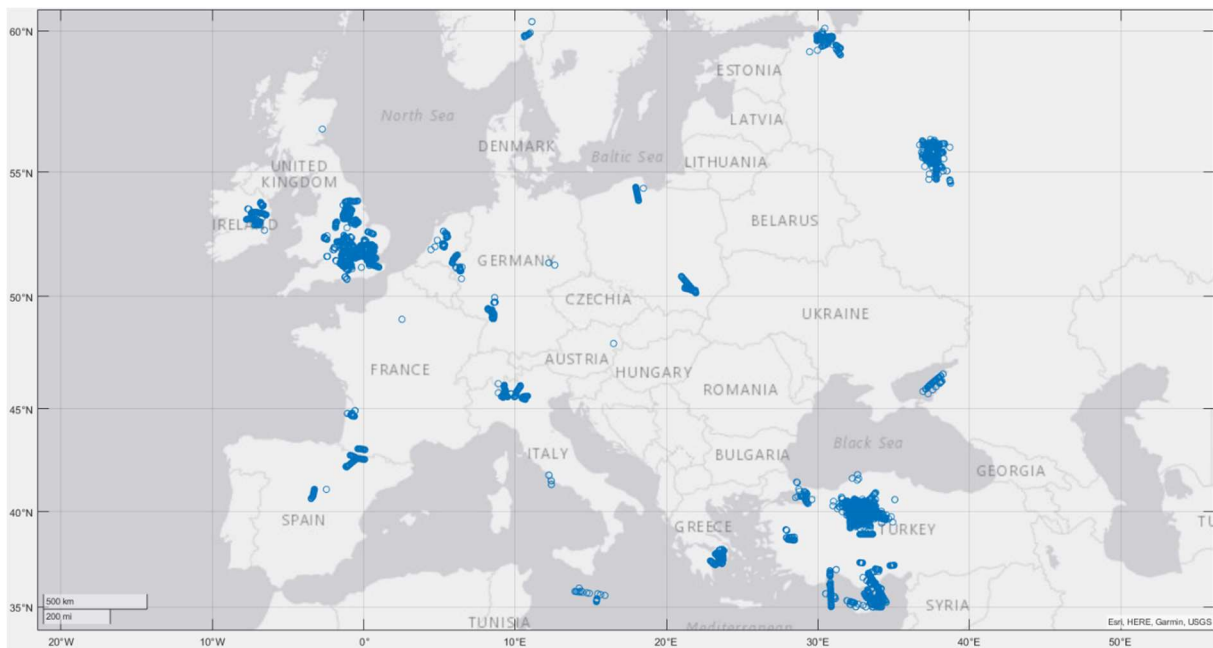 60°N
ESTONIA
North Sea
LATVIA
DENMARK
Baltic Sea
LITHUANIA
55°N
UNITED
KINGDOM
IRELAND
BELARUS
GERMANY
50°N
CZECHIA
UKRAINE
AUSTRIA
FRANCE
HUNGARY
ROMANIA
45°N
Black Sea
ITALY
BULGARIA
GEORGIA
40°N
SPAIN
GREECE
TURKEY
TU
500 km
200 mi
35°N
SYRIA
TUNISIA
Mediterranean
Esri, HERE, Garmin, USGS
20°W
10°W
0°
10°E
20°E
30°E
40°E
50°E